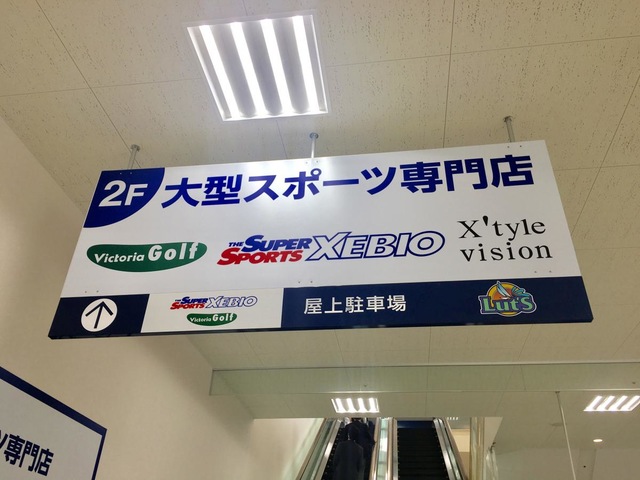 2F 大型スポーツ専門店
Victoria Golf THE SUPER SPORTS XEBIO X'tyle vision
THE SUPER SPORTS XEBIO Victoria Golf 屋上駐車場 Lut's
ツ専門店